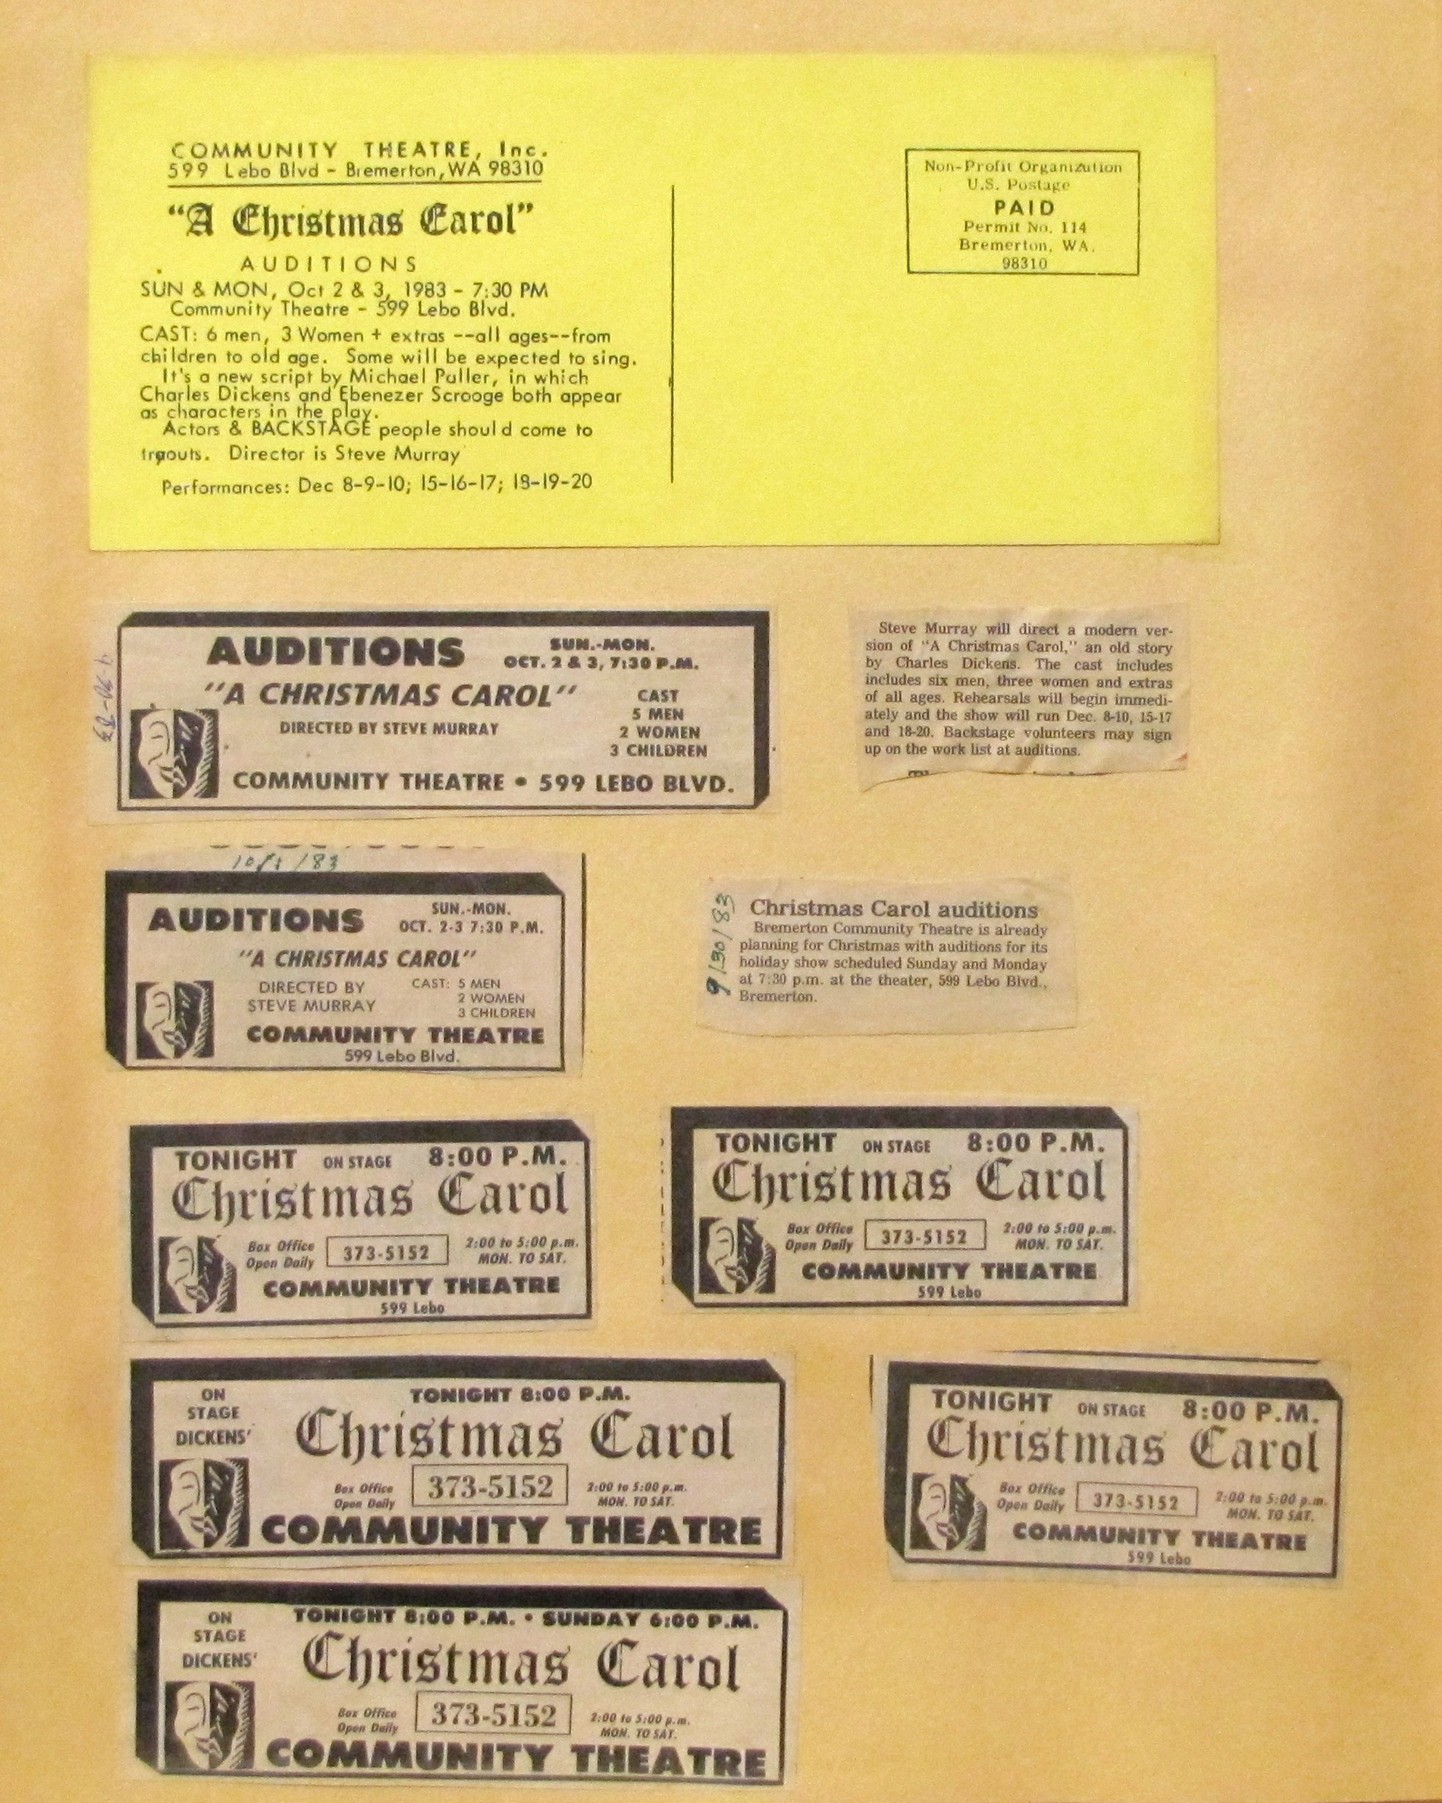 COMMUNITY THEATRE, Inc.
599 Lebo Blvd - Bremerton, WA 98310
"A Christmas Carol"
AUDITIONS
SUN & MON, Oct 2 & 3, 1983 - 7:30 PM
Community Theatre - 599 Lebo Blvd.
CAST: 6 men, 3 Women + extras --all ages--from
children to old age. Some will be expected to sing.
It's a new script by Michael Puller, in which
Charles Dickens and Ebenezer Scrooge both appear
as characters in the play.
Actors & BACKSTAGE people should come to
tryouts. Director is Steve Murray
Performances: Dec 8-9-10; 15-16-17; 18-19-20
Non-Profit Organization
U.S. Postage
PAID
Permit No. 114
Bremerton, WA.
98310
AUDITIONS
SUN.-MON.
OCT. 2 & 3, 7:30 P.M.
"A CHRISTMAS CAROL"
DIRECTED BY STEVE MURRAY
CAST
5 MEN
2 WOMEN
3 CHILDREN
COMMUNITY THEATRE • 599 LEBO BLVD.
Steve Murray will direct a modern ver-
sion of "A Christmas Carol," an old story
by Charles Dickens. The cast includes
includes six men, three women and extras
of all ages. Rehearsals will begin immedi-
ately and the show will run Dec. 8-10, 15-17
and 18-20. Backstage volunteers may sign
up on the work list at auditions.
AUDITIONS
SUN.-MON.
OCT. 2-3 7:30 P.M.
"A CHRISTMAS CAROL"
DIRECTED BY
STEVE MURRAY
CAST: 5 MEN
2 WOMEN
3 CHILDREN
COMMUNITY THEATRE
599 Lebo Blvd.
9/30/83
Christmas Carol auditions
Bremerton Community Theatre is already
planning for Christmas with auditions for its
holiday show scheduled Sunday and Monday
at 7:30 p.m. at the theater, 599 Lebo Blvd.,
Bremerton.
TONIGHT ON STAGE 8:00 P.M.
Christmas Carol
Box Office
Open Daily
373-5152
2:00 to 5:00 p.m.
MON. TO SAT.
COMMUNITY THEATRE
599 Lebo
TONIGHT ON STAGE 8:00 P.M.
Christmas Carol
Box Office
Open Daily
373-5152
2:00 to 5:00 p.m.
MON. TO SAT.
COMMUNITY THEATRE
599 Lebo
ON
STAGE
DICKENS'
TONIGHT 8:00 P.M.
Christmas Carol
Box Office
Open Daily
373-5152
2:00 to 5:00 p.m.
MON. TO SAT.
COMMUNITY THEATRE
TONIGHT ON STAGE 8:00 P.M.
Christmas Carol
Box Office
Open Daily
373-5152
2:00 to 5:00 p.m.
MON. TO SAT.
COMMUNITY THEATRE
599 Lebo
ON
STAGE
DICKENS'
TONIGHT 8:00 P.M. • SUNDAY 6:00 P.M.
Christmas Carol
Box Office
Open Daily
373-5152
2:00 to 5:00 p.m.
MON. TO SAT.
COMMUNITY THEATRE